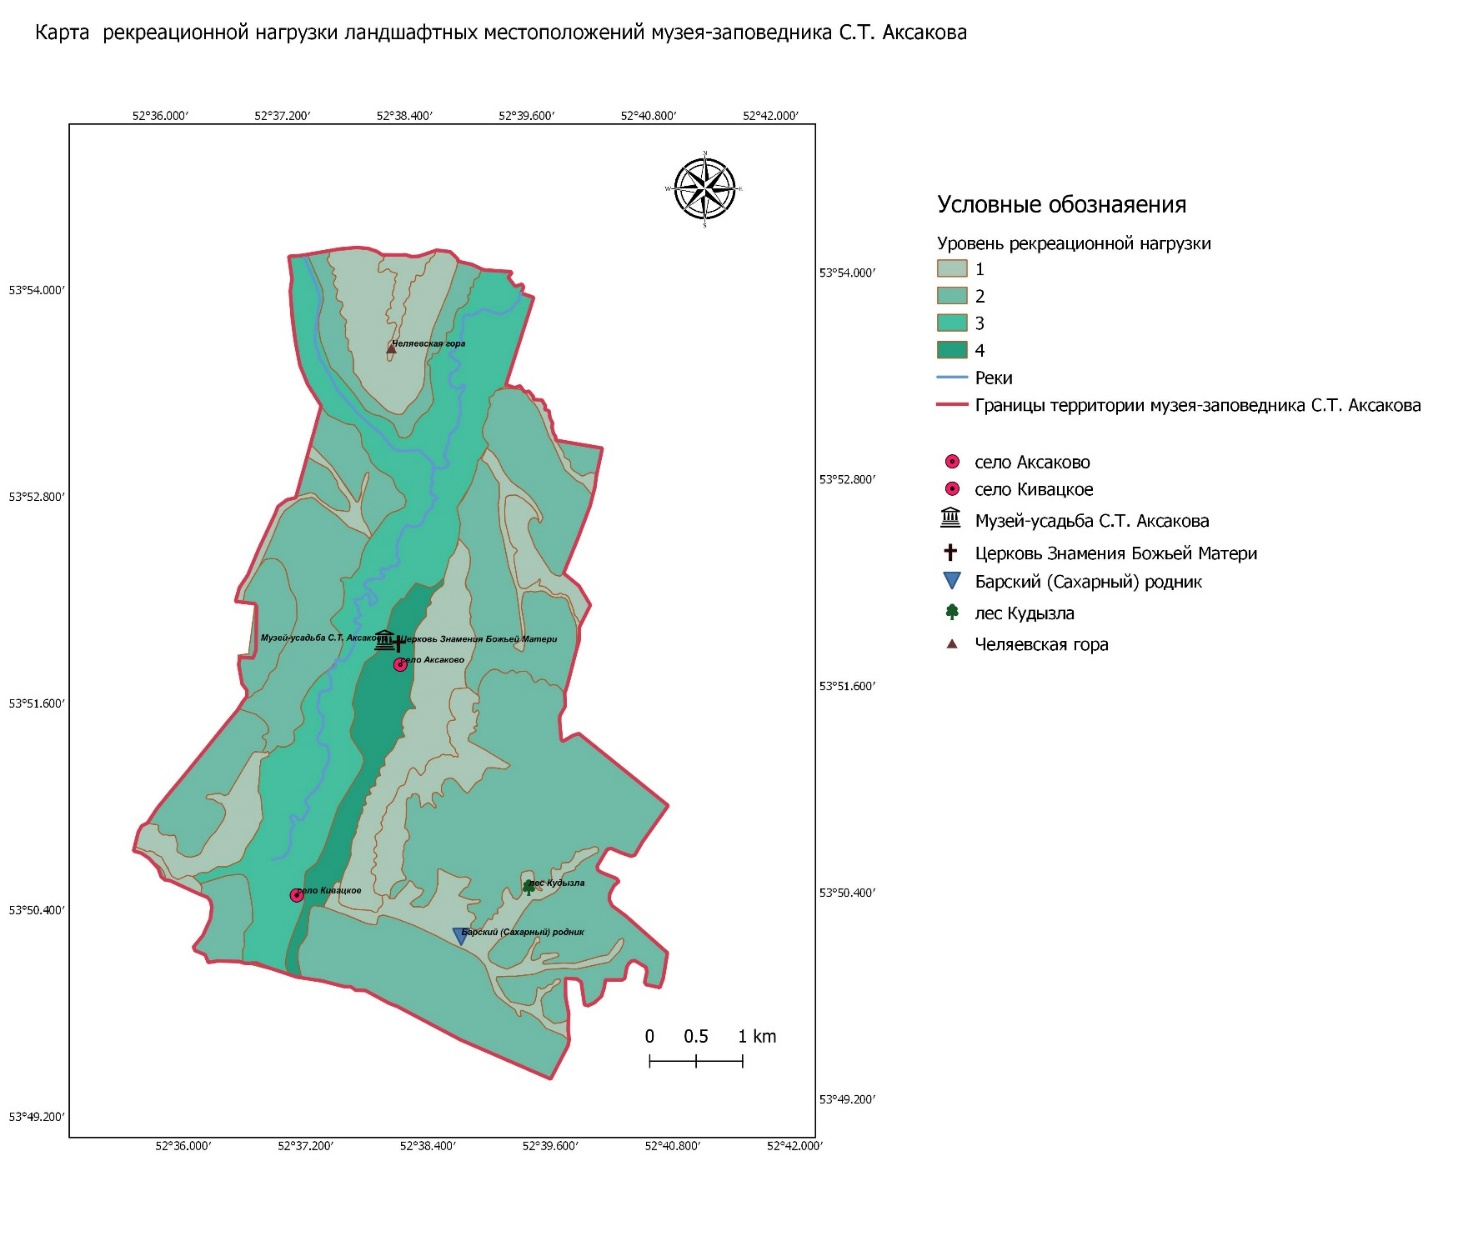 Карта  рекреационной нагрузки ландшафтных местоположений музея-заповедника С.Т. Аксакова
52°36.000′ 52°37.200′ 52°38.400′ 52°39.600′ 52°40.800′ 52°42.000′
N
W E
S
Условные обознаяения
Уровень рекреационной нагрузки
1
2
3
4
Реки
Границы территории музея-заповедника С.Т. Аксакова
село Аксаково
село Кивацкое
Музей-усадьба С.Т. Аксакова
Церковь Знамения Божьей Матери
Барский (Сахарный) родник
лес Кудызла
Челяевская гора
53°54.000′ 53°54.000′
Челяевская гора
53°52.800′ 53°52.800′
Музей-усадьба С.Т. Аксакова Церковь Знамения Божьей Матери
село Аксаково
53°51.600′ 53°51.600′
лес Кудызла
село Кивацкое
53°50.400′ 53°50.400′
Барский (Сахарный) родник
0 0.5 1 km
53°49.200′ 53°49.200′
52°36.000′ 52°37.200′ 52°38.400′ 52°39.600′ 52°40.800′ 52°42.000′